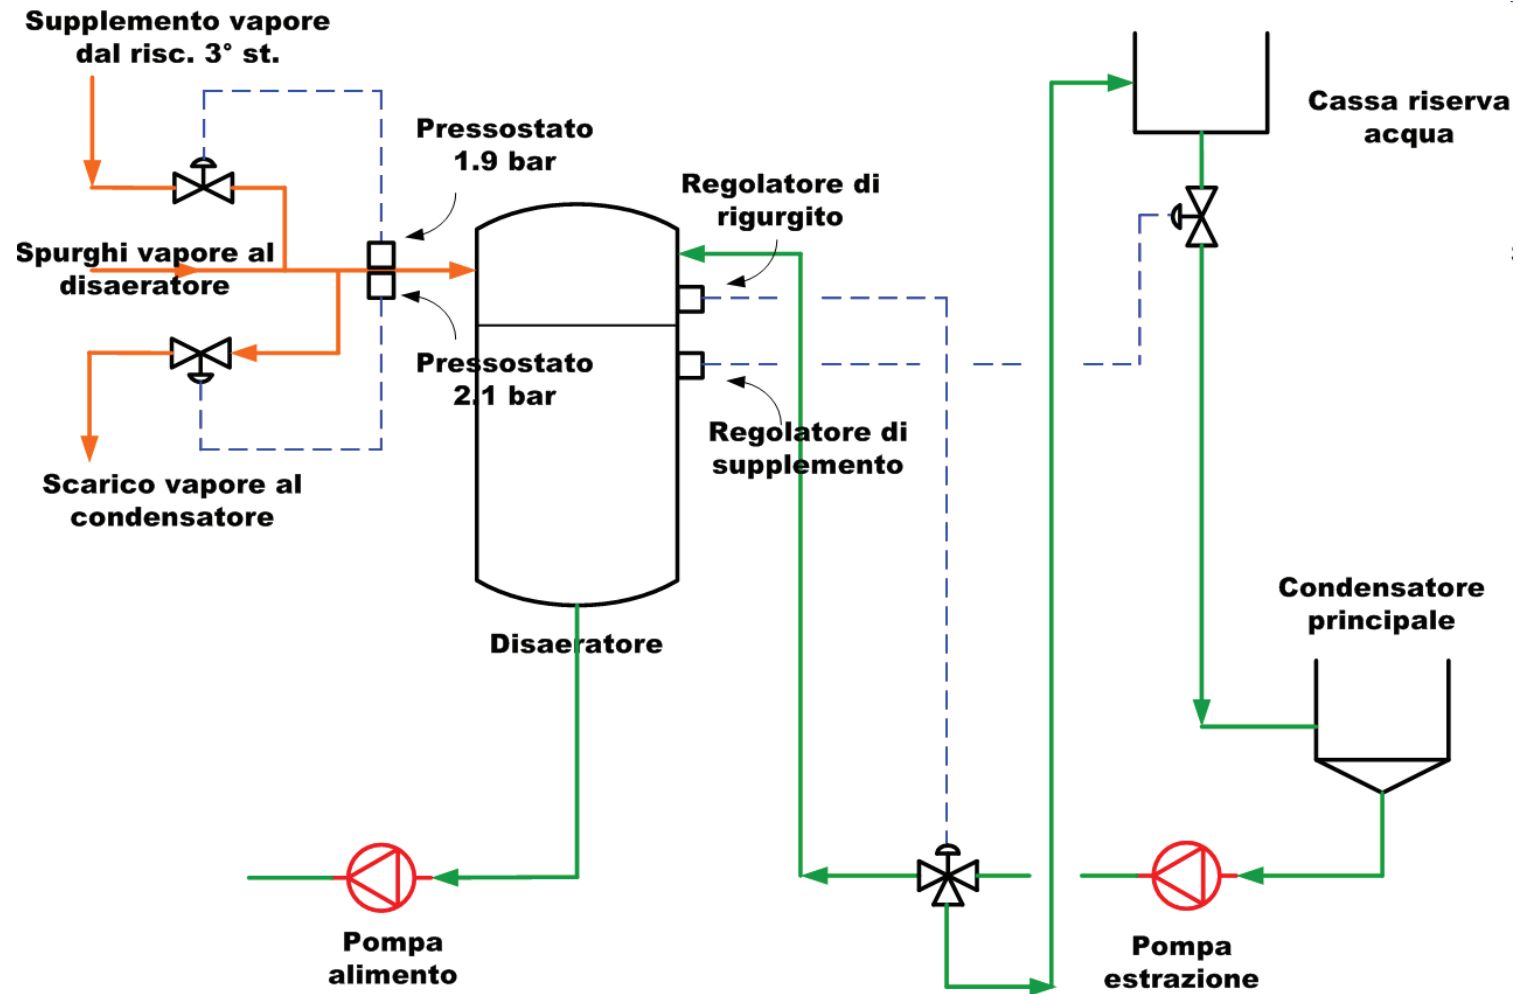 Supplemento vapore
dal risc. 3° st.
Pressostato
1.9 bar
Cassa riserva
acqua
Regolatore di
rigurgito
Spurghi vapore al
disaeratore
Pressostato
2.1 bar
Regolatore di
supplemento
Scarico vapore al
condensatore
Condensatore
principale
Disaeratore
Pompa
alimento
Pompa
estrazione